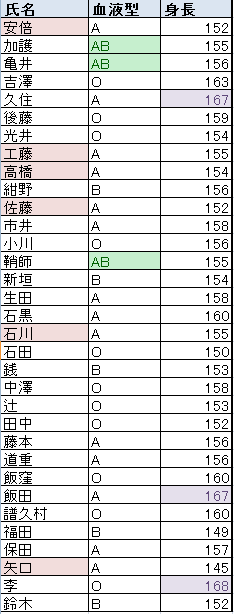 氏名 血液型 身長
安倍 A 152
加護 AB 155
亀井 AB 156
吉澤 O 163
久住 A 167
後藤 O 159
光井 O 154
工藤 A 155
高橋 A 154
紺野 B 156
佐藤 A 152
市井 A 158
小川 O 156
鞘師 AB 155
新垣 B 154
生田 A 158
石黒 A 160
石川 A 155
石田 O 150
銭 B 153
中澤 O 158
辻 O 153
田中 O 152
藤本 A 156
道重 A 156
飯窪 O 160
飯田 A 167
譜久村 O 160
福田 B 149
保田 A 157
矢口 A 145
李 O 168
鈴木 B 152